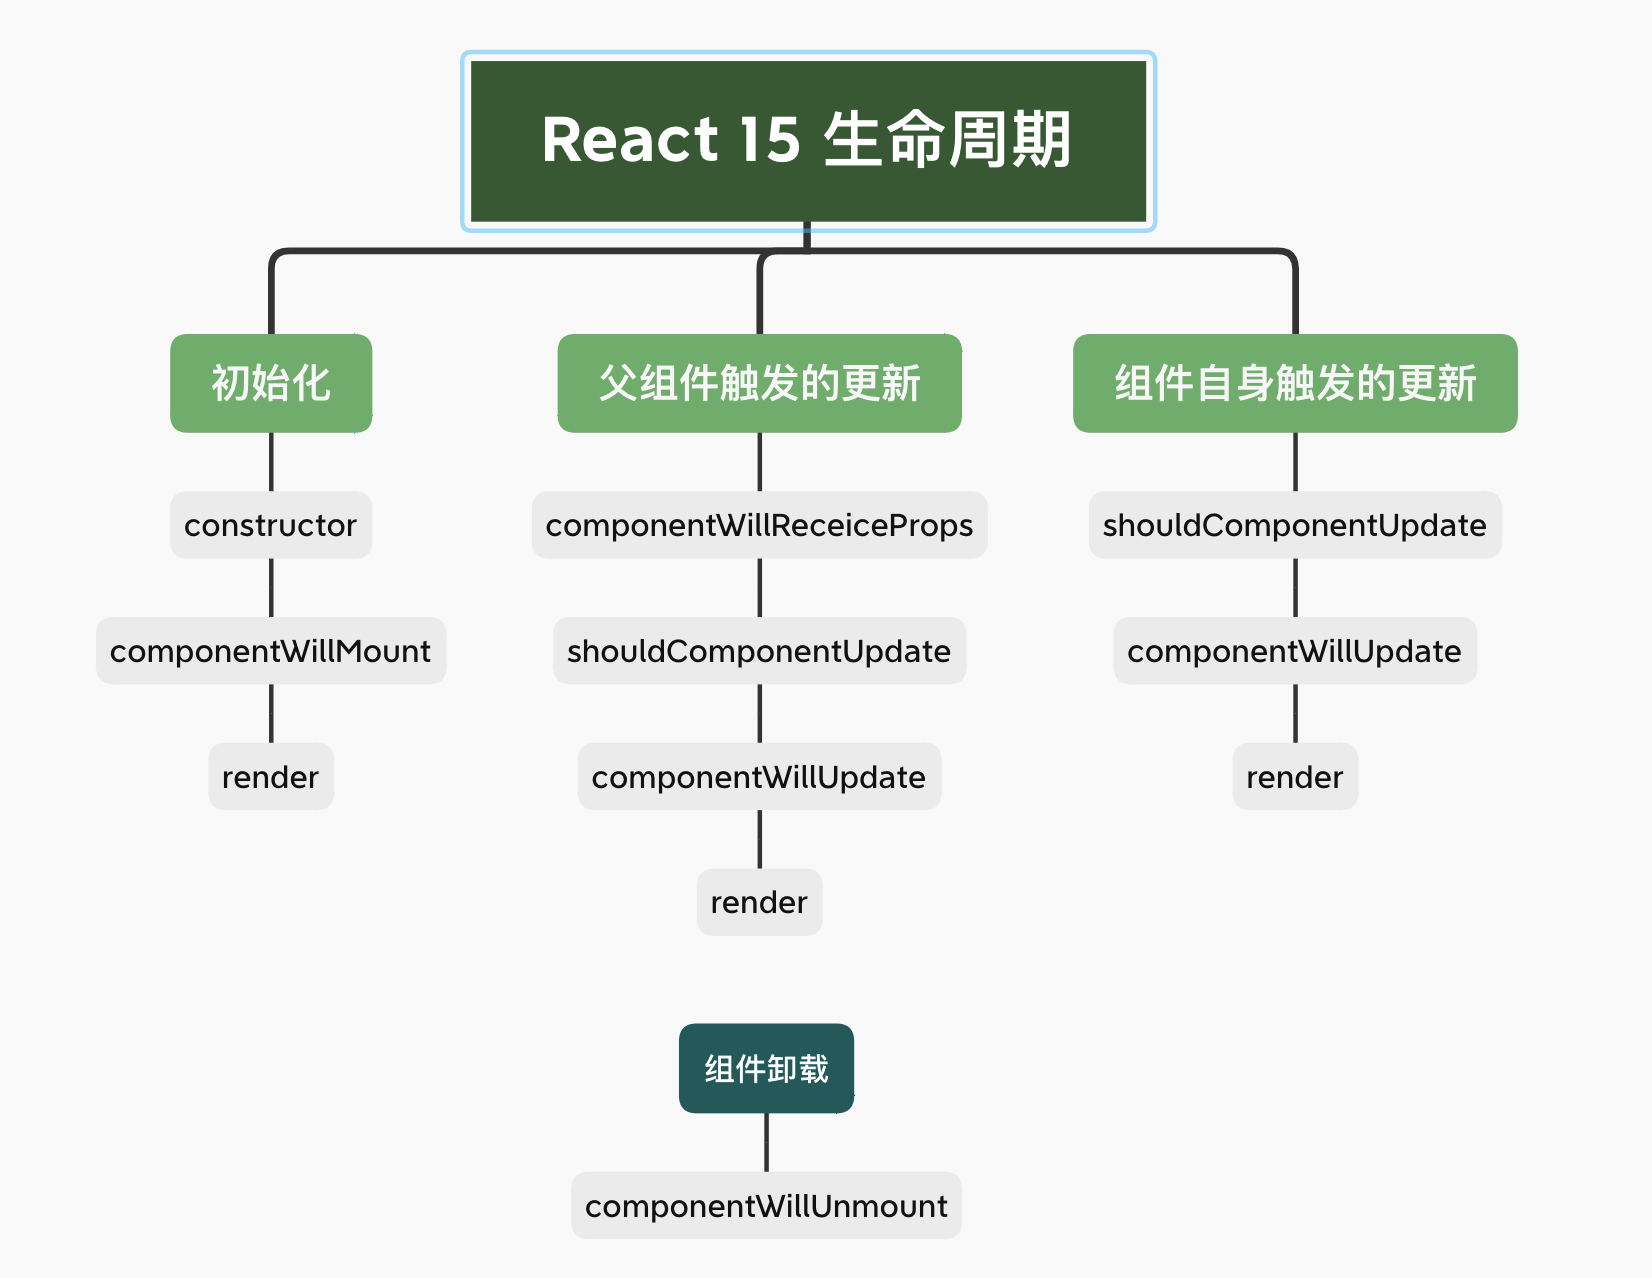 React 15 生命周期
初始化
constructor
componentWillMount
render
父组件触发的更新
componentWillReceiceProps
shouldComponentUpdate
componentWillUpdate
render
组件自身触发的更新
shouldComponentUpdate
componentWillUpdate
render
组件卸载
componentWillUnmount